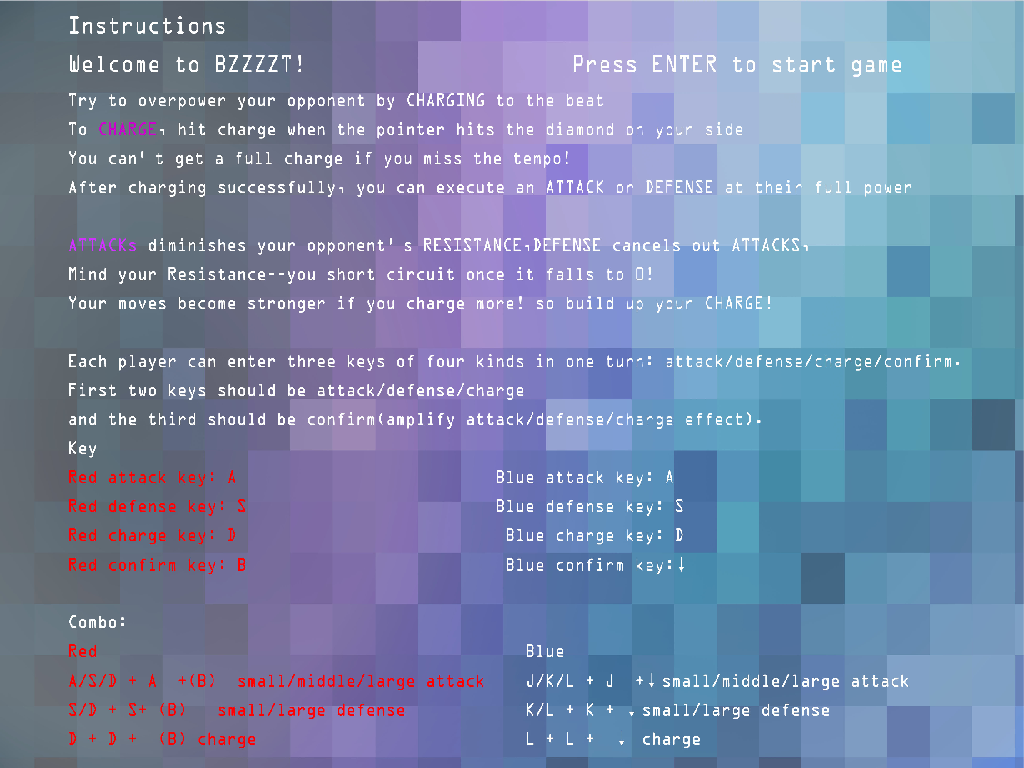 Instructions
Welcome to BZZZZT! Press ENTER to start game
Try to overpower your opponent by CHARGING to the beat
To CHARGE, hit charge when the pointer hits the diamond on your side
You can't get a full charge if you miss the tempo!
After charging successfully, you can execute an ATTACK or DEFENSE at their full power
ATTACKs diminishes your opponent's RESISTANCE,DEFENSE cancels out ATTACKS,
Mind your Resistance--you short circuit once it falls to 0!
Your moves become stronger if you charge more! so build up your CHARGE!
Each player can enter three keys of four kinds in one turn: attack/defense/charge/confirm.
First two keys should be attack/defense/charge
and the third should be confirm(amplify attack/defense/charge effect).
Key
Red attack key: A Blue attack key: A
Red defense key: S Blue defense key: S
Red charge key: D Blue charge key: D
Red confirm key: B Blue confirm key:↓
Combo:
Red Blue
A/S/D + A +(B) small/middle/large attack J/K/L + J +↓ small/middle/large attack
S/D + S+ (B) small/large defense K/L + K + ↓ small/large defense
D + D + (B) charge L + L + ↓ charge